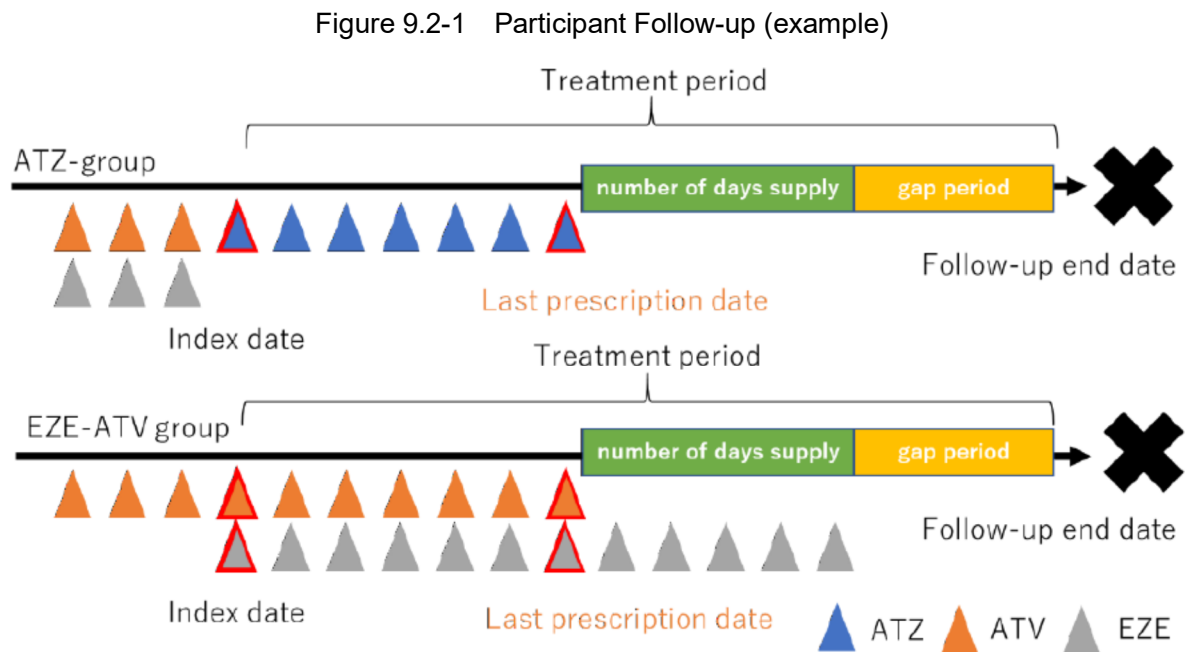 Figure 9.2-1 Participant Follow-up (example)
Treatment period
ATZ-group
number of days supply
gap period
Follow-up end date
Last prescription date
Index date
Treatment period
EZE-ATV group
number of days supply
gap period
Follow-up end date
Index date
Last prescription date
ATZ
ATV
EZE